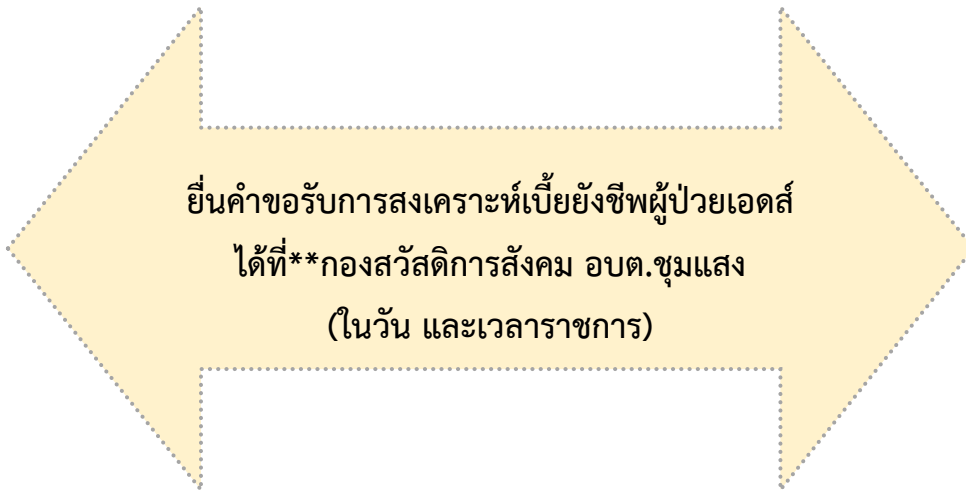 ยื่นคำขอรับการสงเคราะห์เบี้ยยังชีพผู้ป่วยเอดส์
ได้ที่**กองสวัสดิการสังคม อบต.ชุมแสง
(ในวัน และเวลาราชการ)